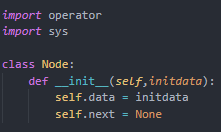 import operator
import sys
class Node:
    def __init__(self,initdata):
        self.data = initdata
        self.next = None